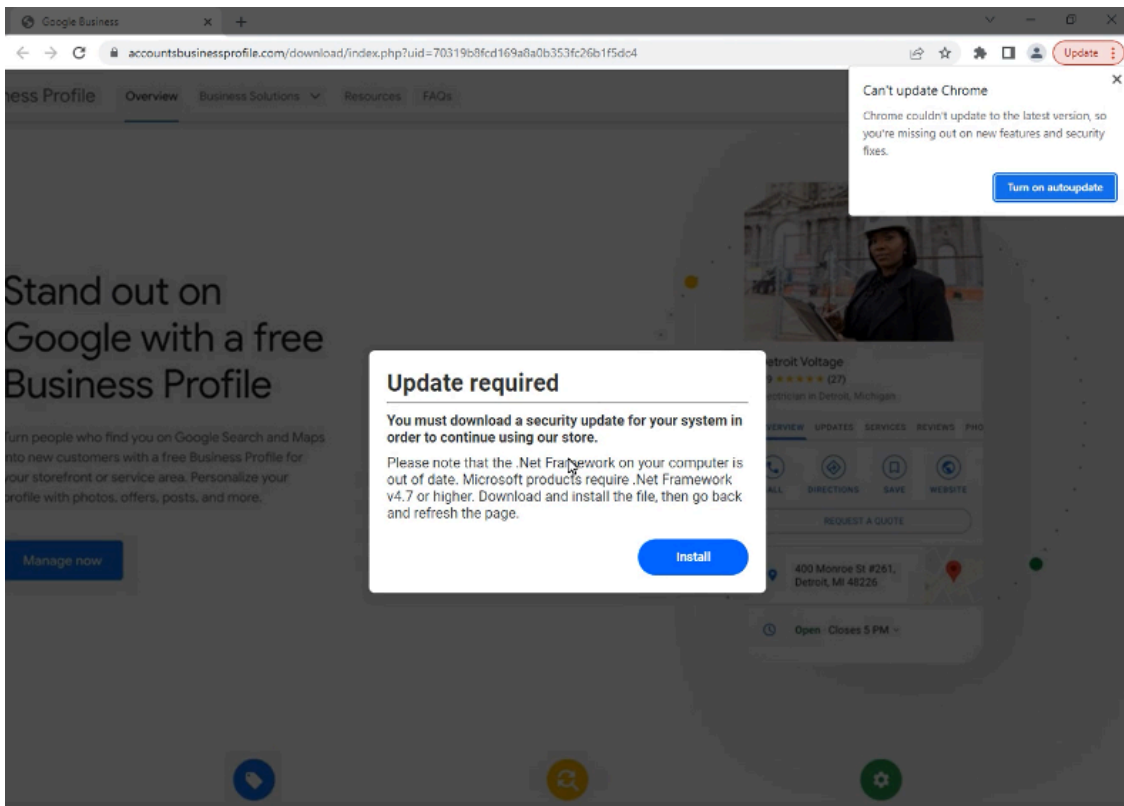 Google Business
accountsbusinessprofile.com/download/index.php?uid=70319b8fcd169a8a0b353fc26b1f5dc4
Update
Can't update Chrome
Chrome couldn't update to the latest version, so
you're missing out on new features and security
fixes.
Turn on autoupdate
ness Profile
Overview
Business Solutions
Resources
FAQs
Stand out on
Google with a free
Business Profile
Turn people who find you on Google Search and Maps
into new customers with a free Business Profile for
your storefront or service area. Personalize your
profile with photos, offers, posts, and more.
Manage now
Update required
You must download a security update for your system in
order to continue using our store.
Please note that the .Net Framework on your computer is
out of date. Microsoft products require .Net Framework
v4.7 or higher. Download and install the file, then go back
and refresh the page.
Install
etroit Voltage
9 ★★★★★ (27)
ectrician in Detroit, Michigan
VERVIEW UPDATES SERVICES REVIEWS PHO
ALL DIRECTIONS SAVE WEBSITE
REQUEST A QUOTE
400 Monroe St #261,
Detroit, MI 48226
Open Closes 5 PM